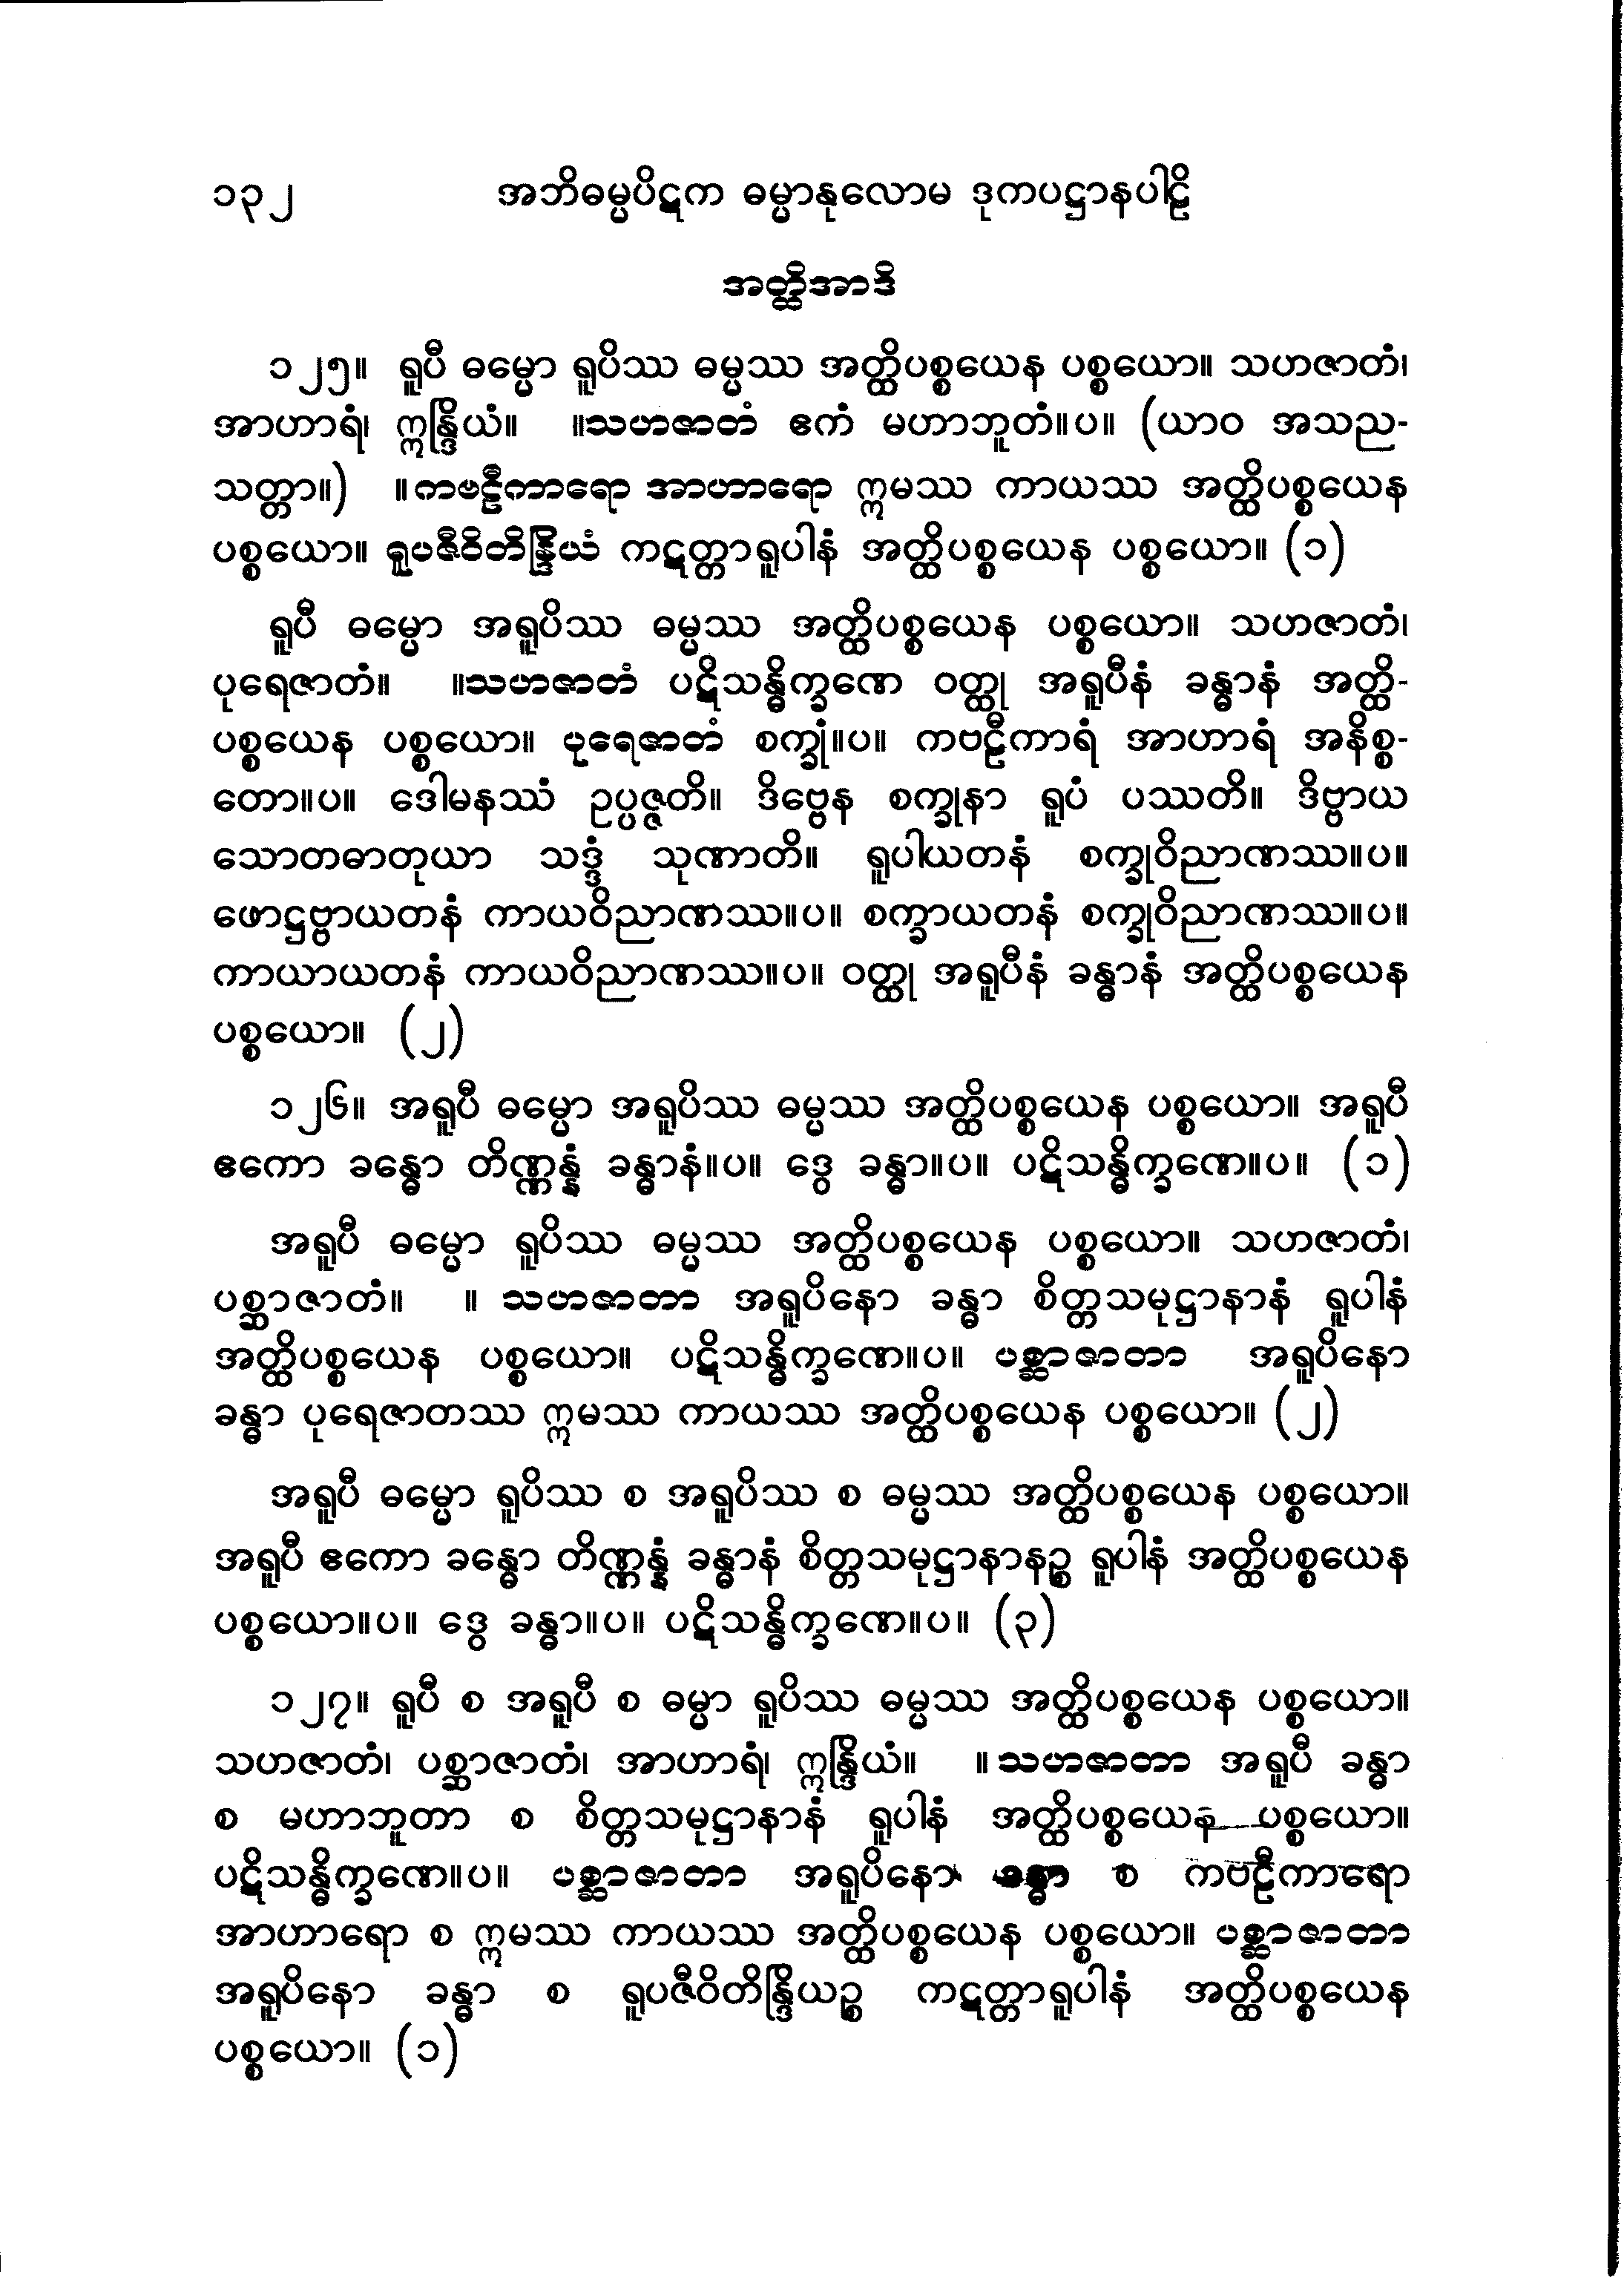 ၁၃၂ အဘိဓမ္မပိဋက ဓမ္မာနုလောမ ဒုကပဋ္ဌာနပါဠိ
အတ္ထိအာဒိ
၁၂၅။ ရူပီ ဓမ္မော ရူပိဿ ဓမ္မဿ အတ္ထိပစ္စယေန ပစ္စယော။ သဟဇာတံ၊
အာဟာရံ၊ ဣန္ဒြိယံ။ ။သဟဇာတံ ဧကံ မဟာဘူတံ။ပ။ (ယာဝ အသည-
သတ္တာ။) ။ကဗဠီကာရော အာဟာရော ဣမဿ ကာယဿ အတ္ထိပစ္စယေန
ပစ္စယော။ ရူပဇီဝိတိန္ဒြိယံ ကဋတ္တာရူပါနံ အတ္ထိပစ္စယေန ပစ္စယော။ (၁)
ရူပီ ဓမ္မော အရူပိဿ ဓမ္မဿ အတ္ထိပစ္စယေန ပစ္စယော။ သဟဇာတံ၊
ပုရေဇာတံ။ ။သဟဇာတံ ပဋိသန္ဓိက္ခဏေ ဝတ္ထု အရူပီနံ ခန္ဓာနံ အတ္ထိ-
ပစ္စယေန ပစ္စယော။ ပုရေဇာတံ စက္ခုံ။ပ။ ကဗဠီကာရံ အာဟာရံ အနိစ္စ-
တော။ပ။ ဒေါမနဿံ ဥပ္ပဇ္ဇတိ။ ဒိဗ္ဗေန စက္ခုနာ ရူပံ ပဿတိ။ ဒိဗ္ဗာယ
သောတဓာတုယာ သဒ္ဒံ သုဏာတိ။ ရူပါယတနံ စက္ခုဝိညာဏဿ။ပ။
ဖောဋ္ဌဗ္ဗာယတနံ ကာယဝိညာဏဿ။ပ။ စက္ခာယတနံ စက္ခုဝိညာဏဿ။ပ။
ကာယာယတနံ ကာယဝိညာဏဿ။ပ။ ဝတ္ထု အရူပီနံ ခန္ဓာနံ အတ္ထိပစ္စယေန
ပစ္စယော။ (၂)
၁၂၆။ အရူပီ ဓမ္မော အရူပိဿ ဓမ္မဿ အတ္ထိပစ္စယေန ပစ္စယော။ အရူပီ
ဧကော ခန္ဓော တိဏ္ဏန္နံ ခန္ဓာနံ။ပ။ ဒွေ ခန္ဓာ။ပ။ ပဋိသန္ဓိက္ခဏေ။ပ။ (၁)
အရူပီ ဓမ္မော ရူပိဿ ဓမ္မဿ အတ္ထိပစ္စယေန ပစ္စယော။ သဟဇာတံ၊
ပစ္ဆာဇာတံ။ ။ သဟဇာတာ အရူပိနော ခန္ဓာ စိတ္တသမုဋ္ဌာနာနံ ရူပါနံ
အတ္ထိပစ္စယေန ပစ္စယော။ ပဋိသန္ဓိက္ခဏေ။ပ။ ပစ္ဆာဇာတာ အရူပိနော
ခန္ဓာ ပုရေဇာတဿ ဣမဿ ကာယဿ အတ္ထိပစ္စယေန ပစ္စယော။ (၂)
အရူပီ ဓမ္မော ရူပိဿ စ အရူပိဿ စ ဓမ္မဿ အတ္ထိပစ္စယေန ပစ္စယော။
အရူပီ ဧကော ခန္ဓော တိဏ္ဏန္နံ ခန္ဓာနံ စိတ္တသမုဋ္ဌာနာနဉ္စ ရူပါနံ အတ္ထိပစ္စယေန
ပစ္စယော။ပ။ ဒွေ ခန္ဓာ။ပ။ ပဋိသန္ဓိက္ခဏေ။ပ။ (၃)
၁၂၇။ ရူပီ စ အရူပီ စ ဓမ္မာ ရူပိဿ ဓမ္မဿ အတ္ထိပစ္စယေန ပစ္စယော။
သဟဇာတံ၊ ပစ္ဆာဇာတံ၊ အာဟာရံ၊ ဣန္ဒြိယံ။ ။သဟဇာတာ အရူပီ ခန္ဓာ
စ မဟာဘူတာ စ စိတ္တသမုဋ္ဌာနာနံ ရူပါနံ အတ္ထိပစ္စယေန ပစ္စယော။
ပဋိသန္ဓိက္ခဏေ။ပ။ ပစ္ဆာဇာတာ အရူပိနော ခန္ဓာ စ ကဗဠီကာရော
အာဟာရော စ ဣမဿ ကာယဿ အတ္ထိပစ္စယေန ပစ္စယော။ ပစ္ဆာဇာတာ
အရူပိနော ခန္ဓာ စ ရူပဇီဝိတိန္ဒြိယဉ္စ ကဋတ္တာရူပါနံ အတ္ထိပစ္စယေန
ပစ္စယော။ (၁)